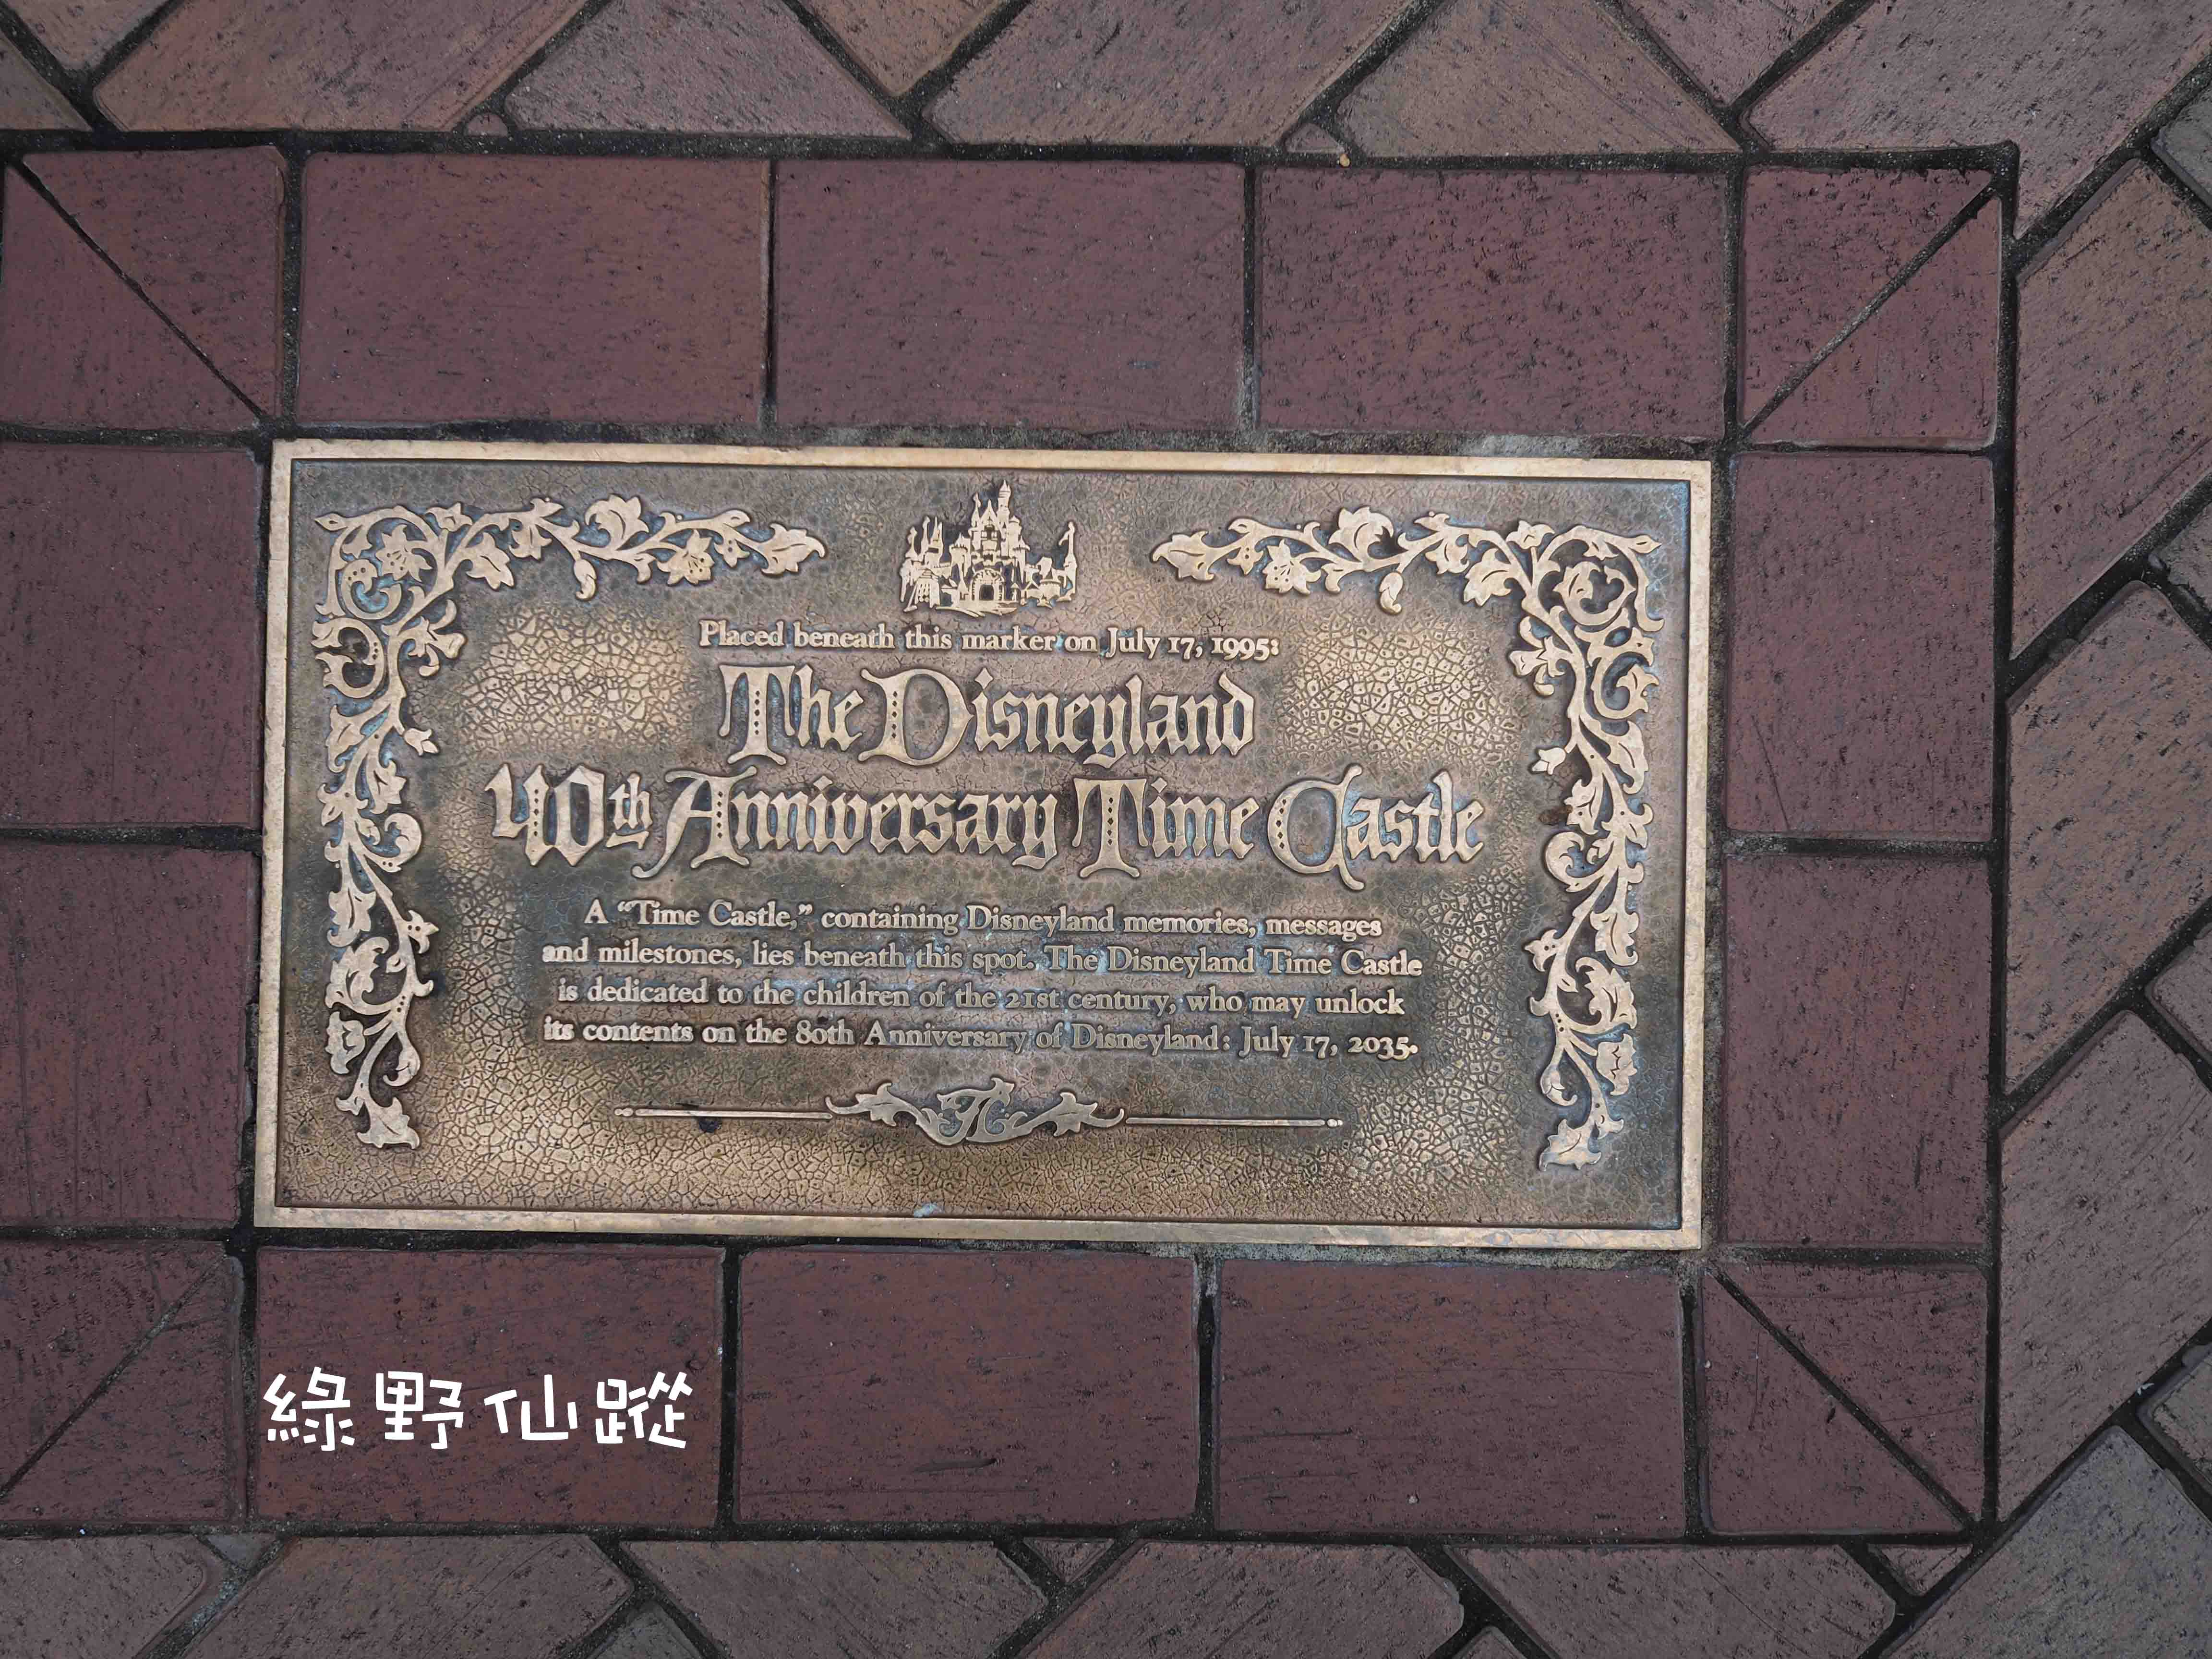 Placed beneath this marker on July 17, 1995:
The Disneyland
40th Anniversary Time Castle
A “Time Castle,” containing Disneyland memories, messages
and milestones, lies beneath this spot. The Disneyland Time Castle
is dedicated to the children of the 21st century, who may unlock
its contents on the 80th Anniversary of Disneyland: July 17, 2035.
綠野仙蹤